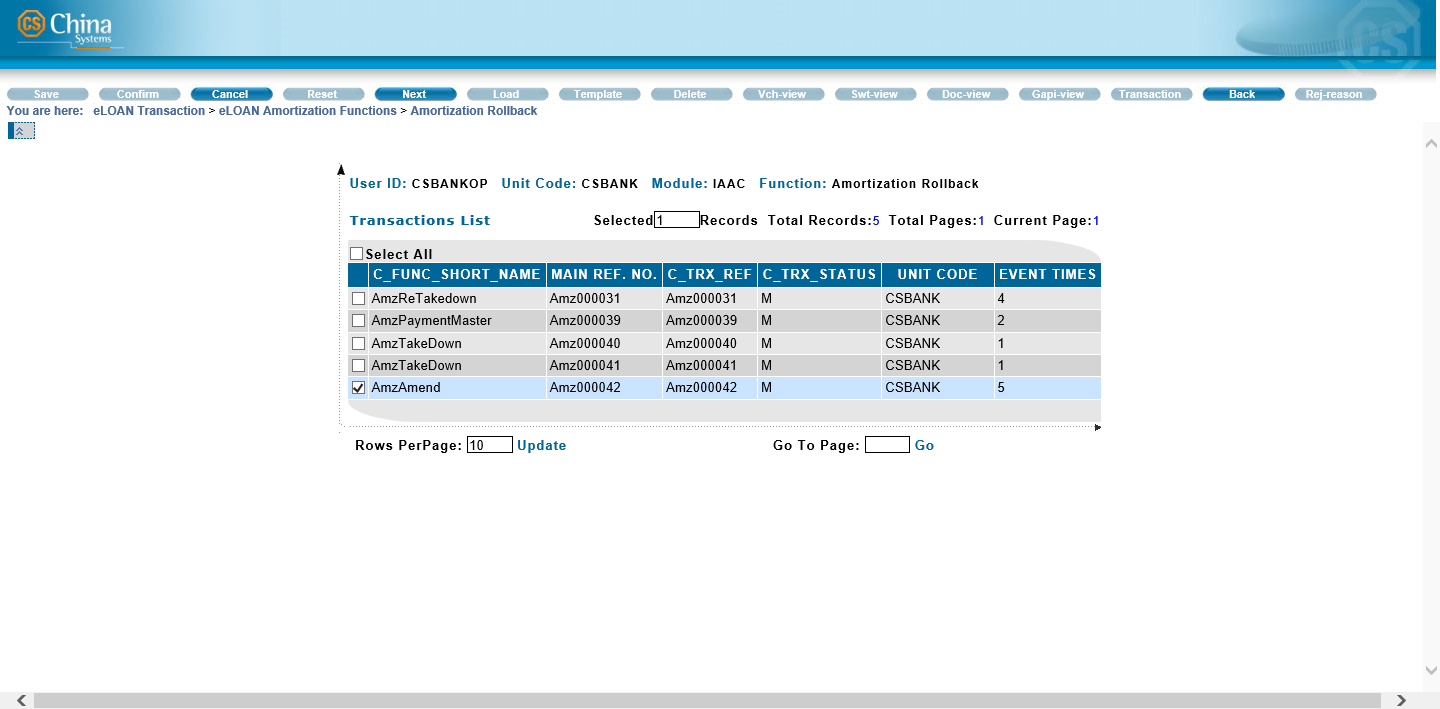 CS China
Systems
CS
Save Confirm Cancel Reset Next Load Template Delete Vch-view Swt-view Doc-view Gapi-view Transaction Back Rej-reason
You are here: eLOAN Transaction > eLOAN Amortization Functions > Amortization Rollback
User ID: CSBANKOP Unit Code: CSBANK Module: IAAC Function: Amortization Rollback
Transactions List Selected 1 Records Total Records:5 Total Pages:1 Current Page:1
Select All
C_FUNC_SHORT_NAME MAIN REF. NO. C_TRX_REF C_TRX_STATUS UNIT CODE EVENT TIMES
AmzReTakedown Amz000031 Amz000031 M CSBANK 4
AmzPaymentMaster Amz000039 Amz000039 M CSBANK 2
AmzTakeDown Amz000040 Amz000040 M CSBANK 1
AmzTakeDown Amz000041 Amz000041 M CSBANK 1
AmzAmend Amz000042 Amz000042 M CSBANK 5
Rows PerPage: 10 Update Go To Page: Go